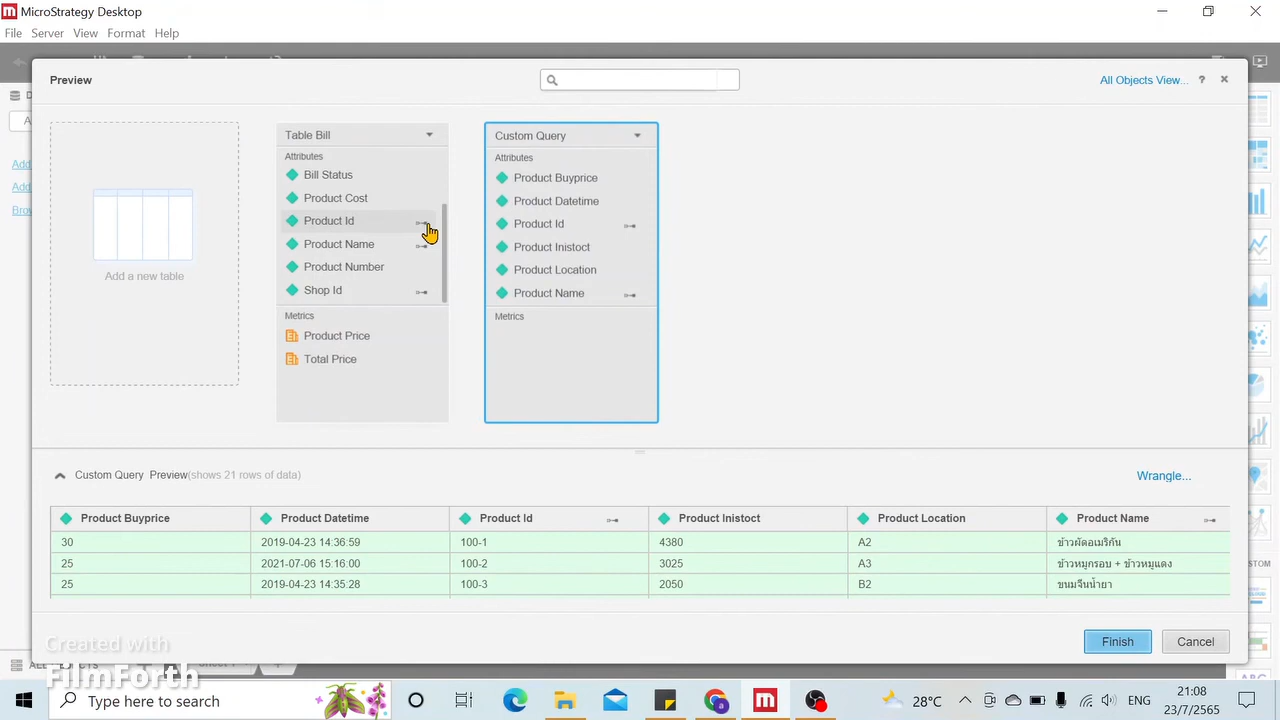 MicroStrategy Desktop
File Server View Format Help
Preview
All Objects View... ?
Add a new table
Table Bill
Attributes
Bill Status
Product Cost
Product Id
Product Name
Product Number
Shop Id
Metrics
Product Price
Total Price
Custom Query
Attributes
Product Buyprice
Product Datetime
Product Id
Product Inistoct
Product Location
Product Name
Metrics
Custom Query Preview(shows 21 rows of data)
Wrangle...
Product Buyprice Product Datetime Product Id Product Inistoct Product Location Product Name
30 2019-04-23 14:36:59 100-1 4380 A2 ข้าวผัดอเมริกัน
25 2021-07-06 15:16:00 100-2 3025 A3 ข้าวหมูกรอบ + ข้าวหมูแดง
25 2019-04-23 14:35:28 100-3 2050 B2 ขนมจีนน้ำยา
Finish Cancel
Created with
FilmForth
Type here to search
28°C
ENG
21:08
23/7/2565